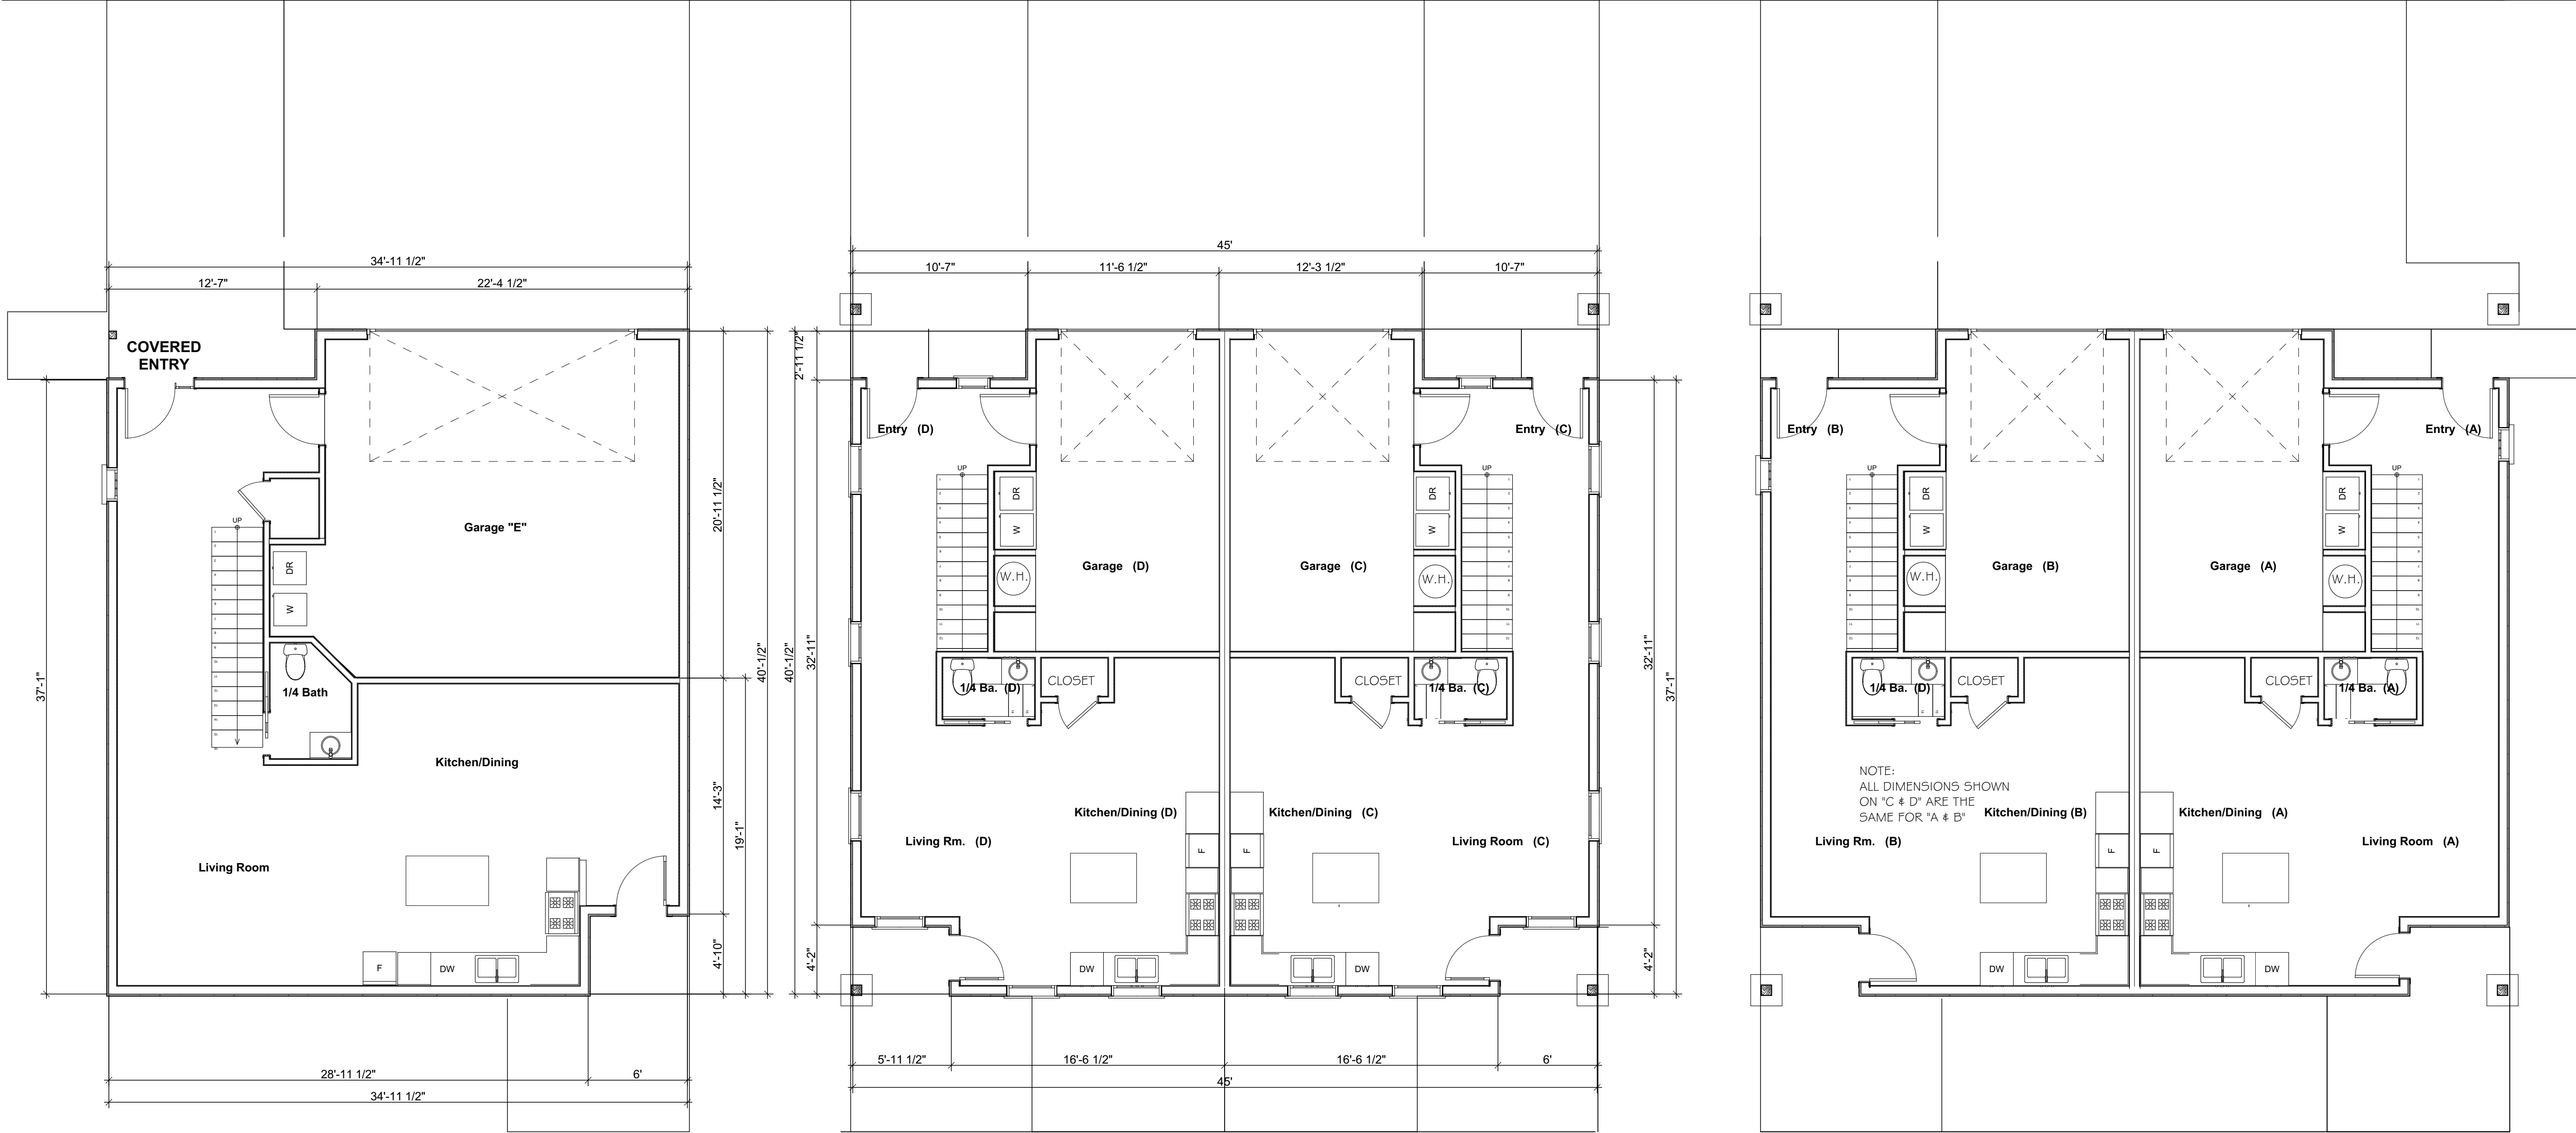 34'-11 1/2"
12'-7"
22'-4 1/2"
COVERED
ENTRY
UP
Garage "E"
DR
W
1/4 Bath
Kitchen/Dining
Living Room
F
DW
37'-1"
20'-11 1/2"
14'-3"
4'-10"
19'-1"
40'-1/2"
28'-11 1/2"
6'
34'-11 1/2"
45'
10'-7"
11'-6 1/2"
12'-3 1/2"
10'-7"
40'-1/2"
2'-11 1/2"
32'-11"
4'-2"
Entry (D)
Entry (C)
UP
UP
DR
W
W.H.
DR
W
W.H.
Garage (D)
Garage (C)
1/4 Ba. (D)
CLOSET
CLOSET
1/4 Ba. (C)
Kitchen/Dining (D)
Kitchen/Dining (C)
Living Rm. (D)
Living Room (C)
F
F
DW
DW
32'-11"
4'-2"
37'-1"
5'-11 1/2"
16'-6 1/2"
16'-6 1/2"
6'
45'
Entry (B)
Entry (A)
UP
UP
DR
W
W.H.
DR
W
W.H.
Garage (B)
Garage (A)
1/4 Ba. (D)
CLOSET
CLOSET
1/4 Ba. (A)
NOTE:
ALL DIMENSIONS SHOWN
ON "C & D" ARE THE
SAME FOR "A & B"
Kitchen/Dining (B)
Kitchen/Dining (A)
Living Rm. (B)
Living Room (A)
F
F
DW
DW